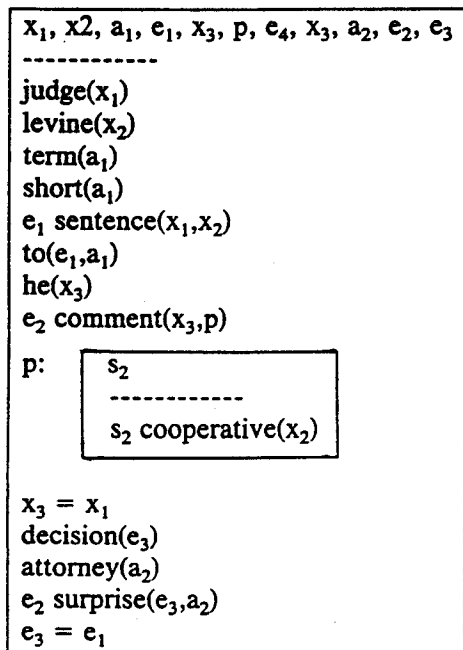 x₁, x2, a₁, e₁, x₃, p, e₄, x₃, a₂, e₂, e₃
------------
judge(x₁)
levine(x₂)
term(a₁)
short(a₁)
e₁ sentence(x₁,x₂)
to(e₁,a₁)
he(x₃)
e₂ comment(x₃,p)
p: s₂
------------
s₂ cooperative(x₂)
x₃ = x₁
decision(e₃)
attorney(a₂)
e₂ surprise(e₃,a₂)
e₃ = e₁